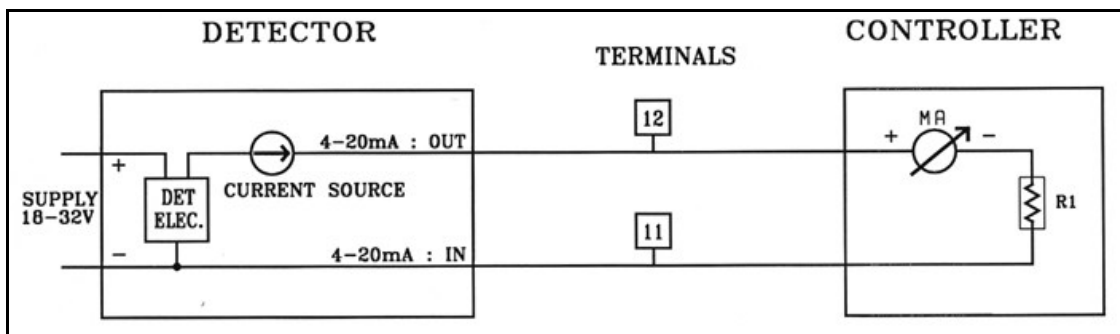 DETECTOR
CONTROLLER
TERMINALS
12
MA
+
-
4-20mA : OUT
+
CURRENT SOURCE
SUPPLY
18-32V
DET
ELEC.
R1
11
-
4-20mA : IN